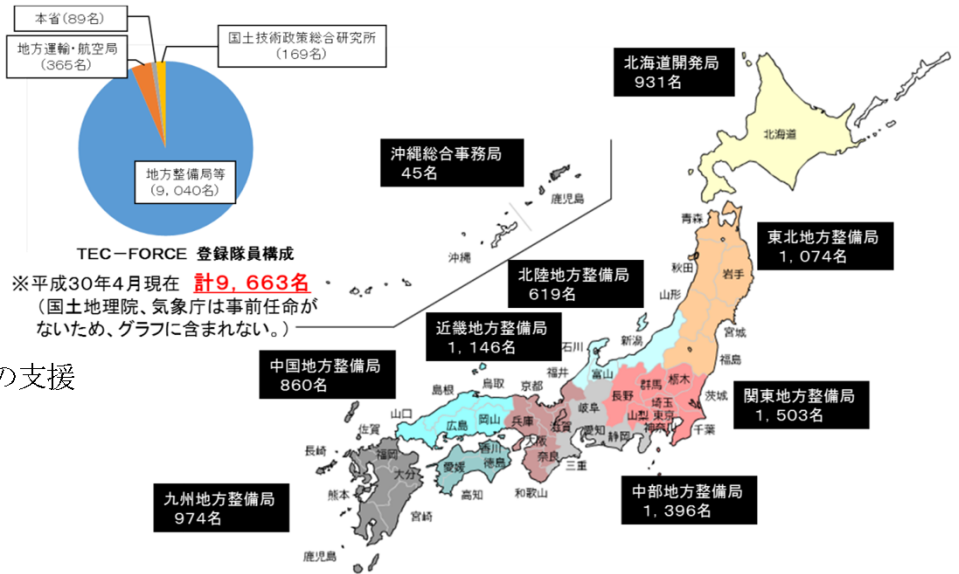 本省(89名)
地方運輸・航空局
(365名)
国土技術政策総合研究所
(169名)
地方整備局等
(9,040名)
TEC-FORCE 登録隊員構成
※平成30年4月現在 計9,663名
(国土地理院、気象庁は事前任命が
ないため、グラフに含まれない。)
の支援
北海道開発局
931名
北海道
沖縄総合事務局
45名
鹿児島
沖縄
青森
秋田
岩手
山形
宮城
福島
東北地方整備局
1,074名
北陸地方整備局
619名
新潟
石川
富山
福井
近畿地方整備局
1,146名
中国地方整備局
860名
島根
鳥取
京都
岐阜
長野
群馬
栃木
茨城
埼玉
東京
山梨
神奈川
千葉
関東地方整備局
1,503名
山口
広島
岡山
兵庫
滋賀
愛知
静岡
大阪
奈良
三重
和歌山
香川
徳島
愛媛
高知
佐賀
長崎
福岡
大分
熊本
宮崎
鹿児島
九州地方整備局
974名
中部地方整備局
1,396名